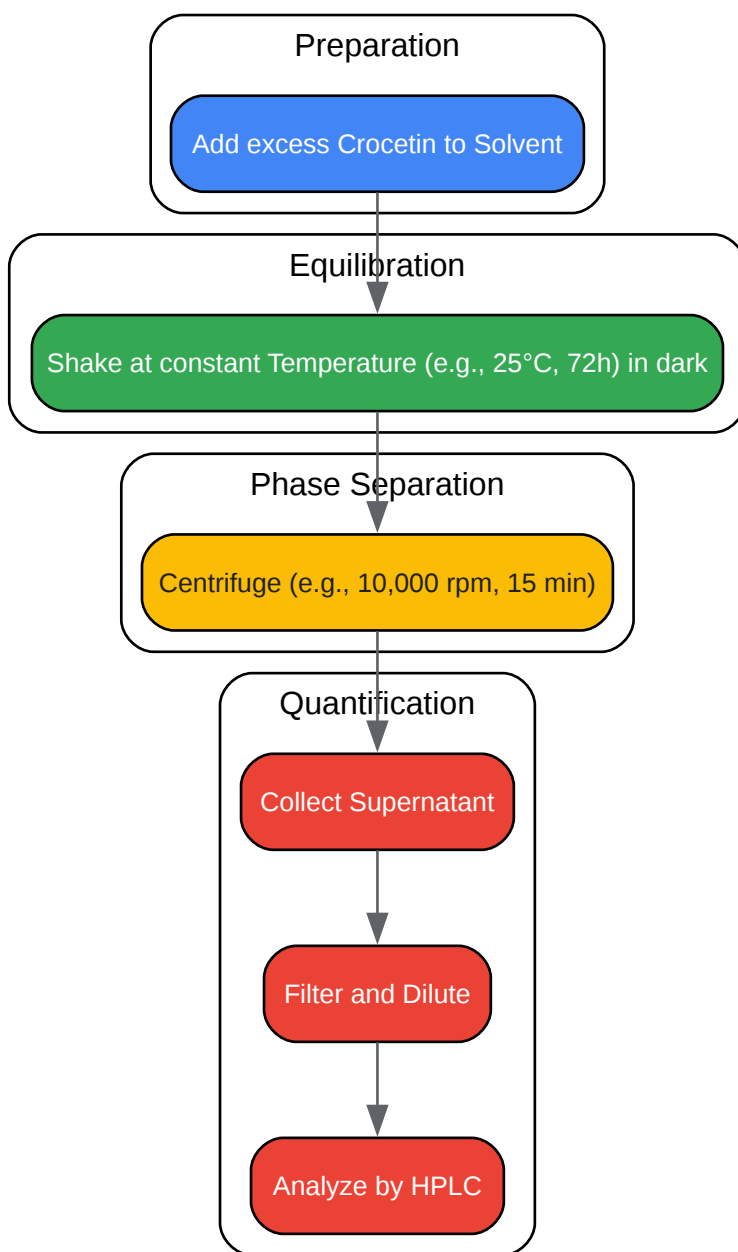 Preparation
Add excess Crocetin to Solvent
Equilibration
Shake at constant Temperature (e.g., 25°C, 72h) in dark
Phase Separation
Centrifuge (e.g., 10,000 rpm, 15 min)
Quantification
Collect Supernatant
Filter and Dilute
Analyze by HPLC